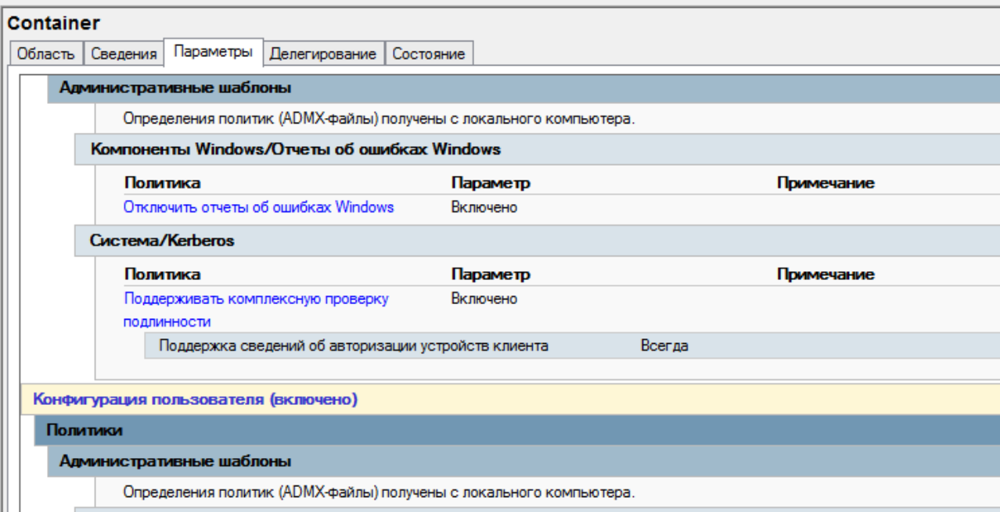 Container
Область Сведения Параметры Делегирование Состояние
Административные шаблоны
Определения политик (ADMX-файлы) получены с локального компьютера.
Компоненты Windows/Отчеты об ошибках Windows
Политика Параметр Примечание
Отключить отчеты об ошибках Windows Включено
Система/Kerberos
Политика Параметр Примечание
Поддерживать комплексную проверку Включено
подлинности
Поддержка сведений об авторизации устройств клиента Всегда
Конфигурация пользователя (включено)
Политики
Административные шаблоны
Определения политик (ADMX-файлы) получены с локального компьютера.